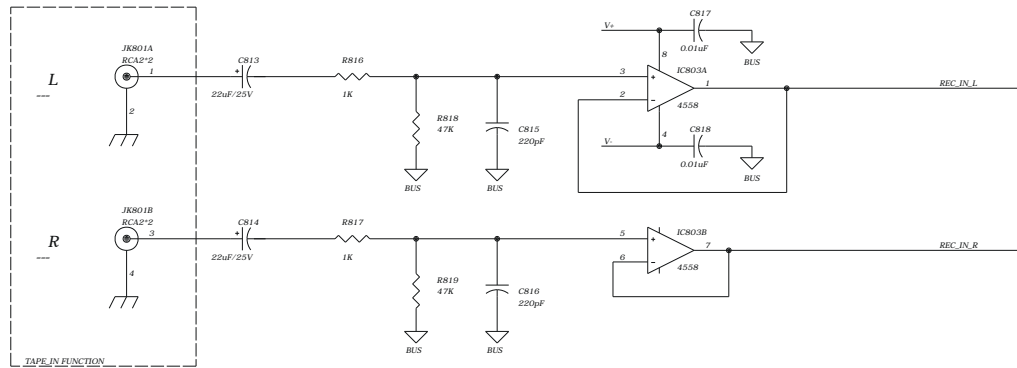 L
JK801A
RCA2*2
1
2
C813
22uF/25V
R816
1K
R818
47K
BUS
C815
220pF
BUS
V+
C817
0.01uF
BUS
8
3
2
IC803A
1
4558
4
V-
C818
0.01uF
BUS
REC_IN_L
R
JK801B
RCA2*2
3
4
C814
22uF/25V
R817
1K
R819
47K
BUS
C816
220pF
BUS
5
6
IC803B
7
4558
REC_IN_R
TAPE_IN FUNCTION